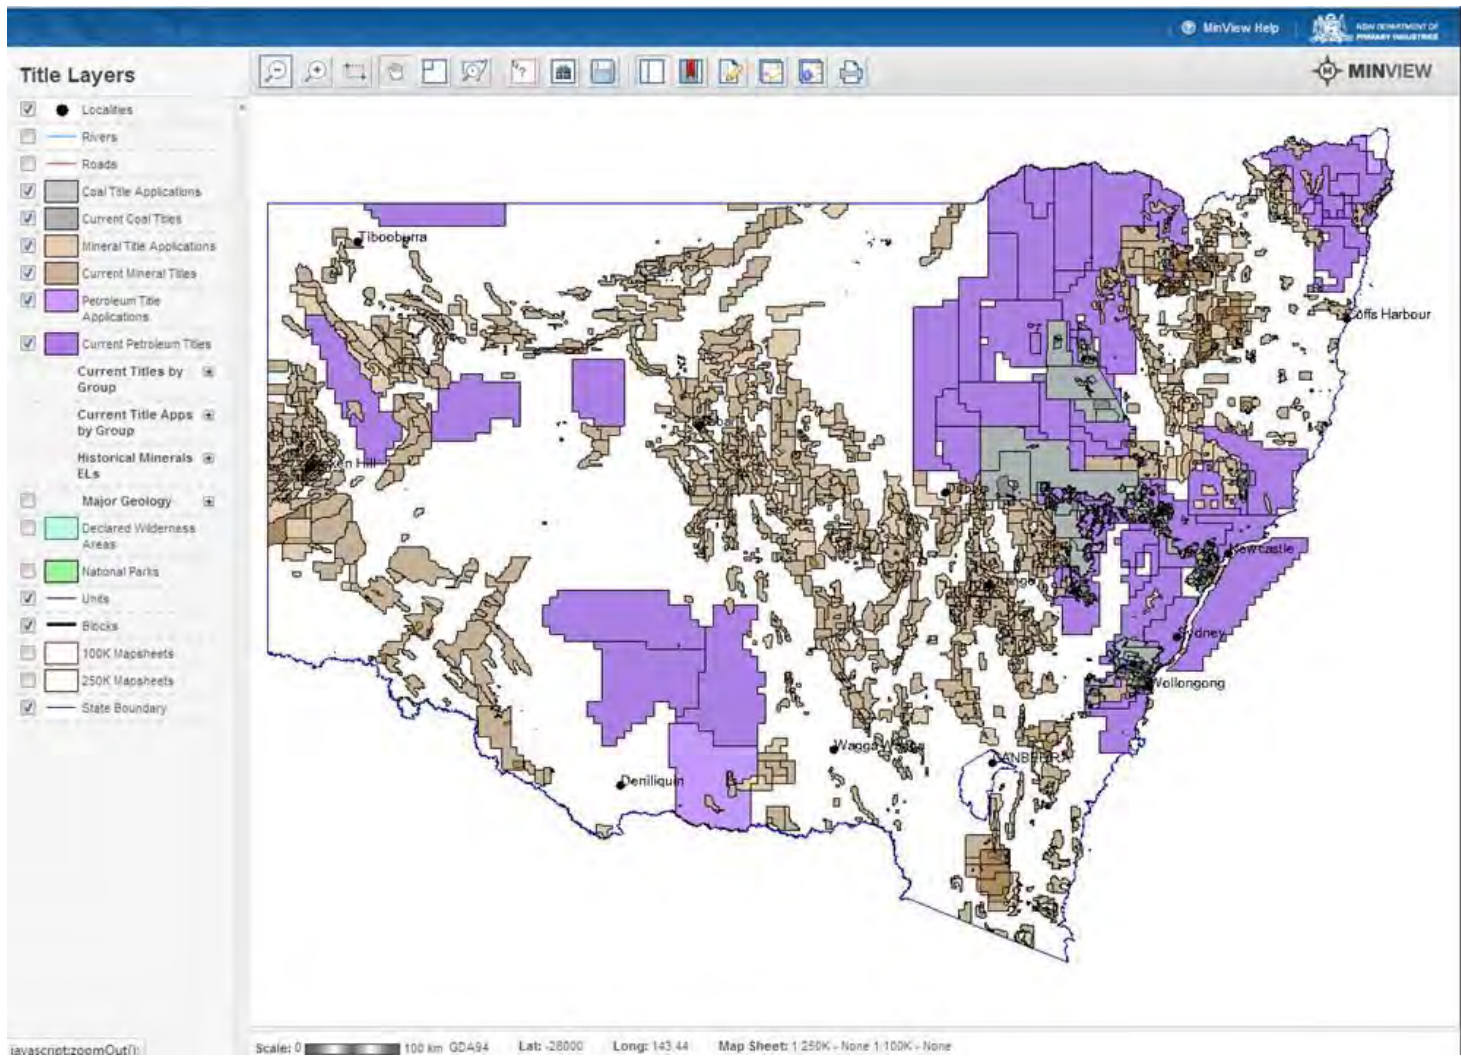 MinView Help
NSW DEPARTMENT OF
PRIMARY INDUSTRIES
Title Layers
MINVIEW
Localities
Rivers
Roads
Coal Title Applications
Current Coal Titles
Mineral Title Applications
Current Mineral Titles
Petroleum Title
Applications
Current Petroleum Titles
Current Titles by
Group
Current Title Apps
by Group
Historical Minerals
ELs
Major Geology
Declared Wilderness
Areas
National Parks
Units
Blocks
100K Mapsheets
250K Mapsheets
State Boundary
Tibooburra
Coffs Harbour
Newcastle
Sydney
Wollongong
Wagga Wagga
CANBERRA
Deniliquin
javascript:zoomOut();
Scale: 0 100 km GDA94 Lat: -28000 Long: 143.44 Map Sheet: 1:250K - None 1:100K - None